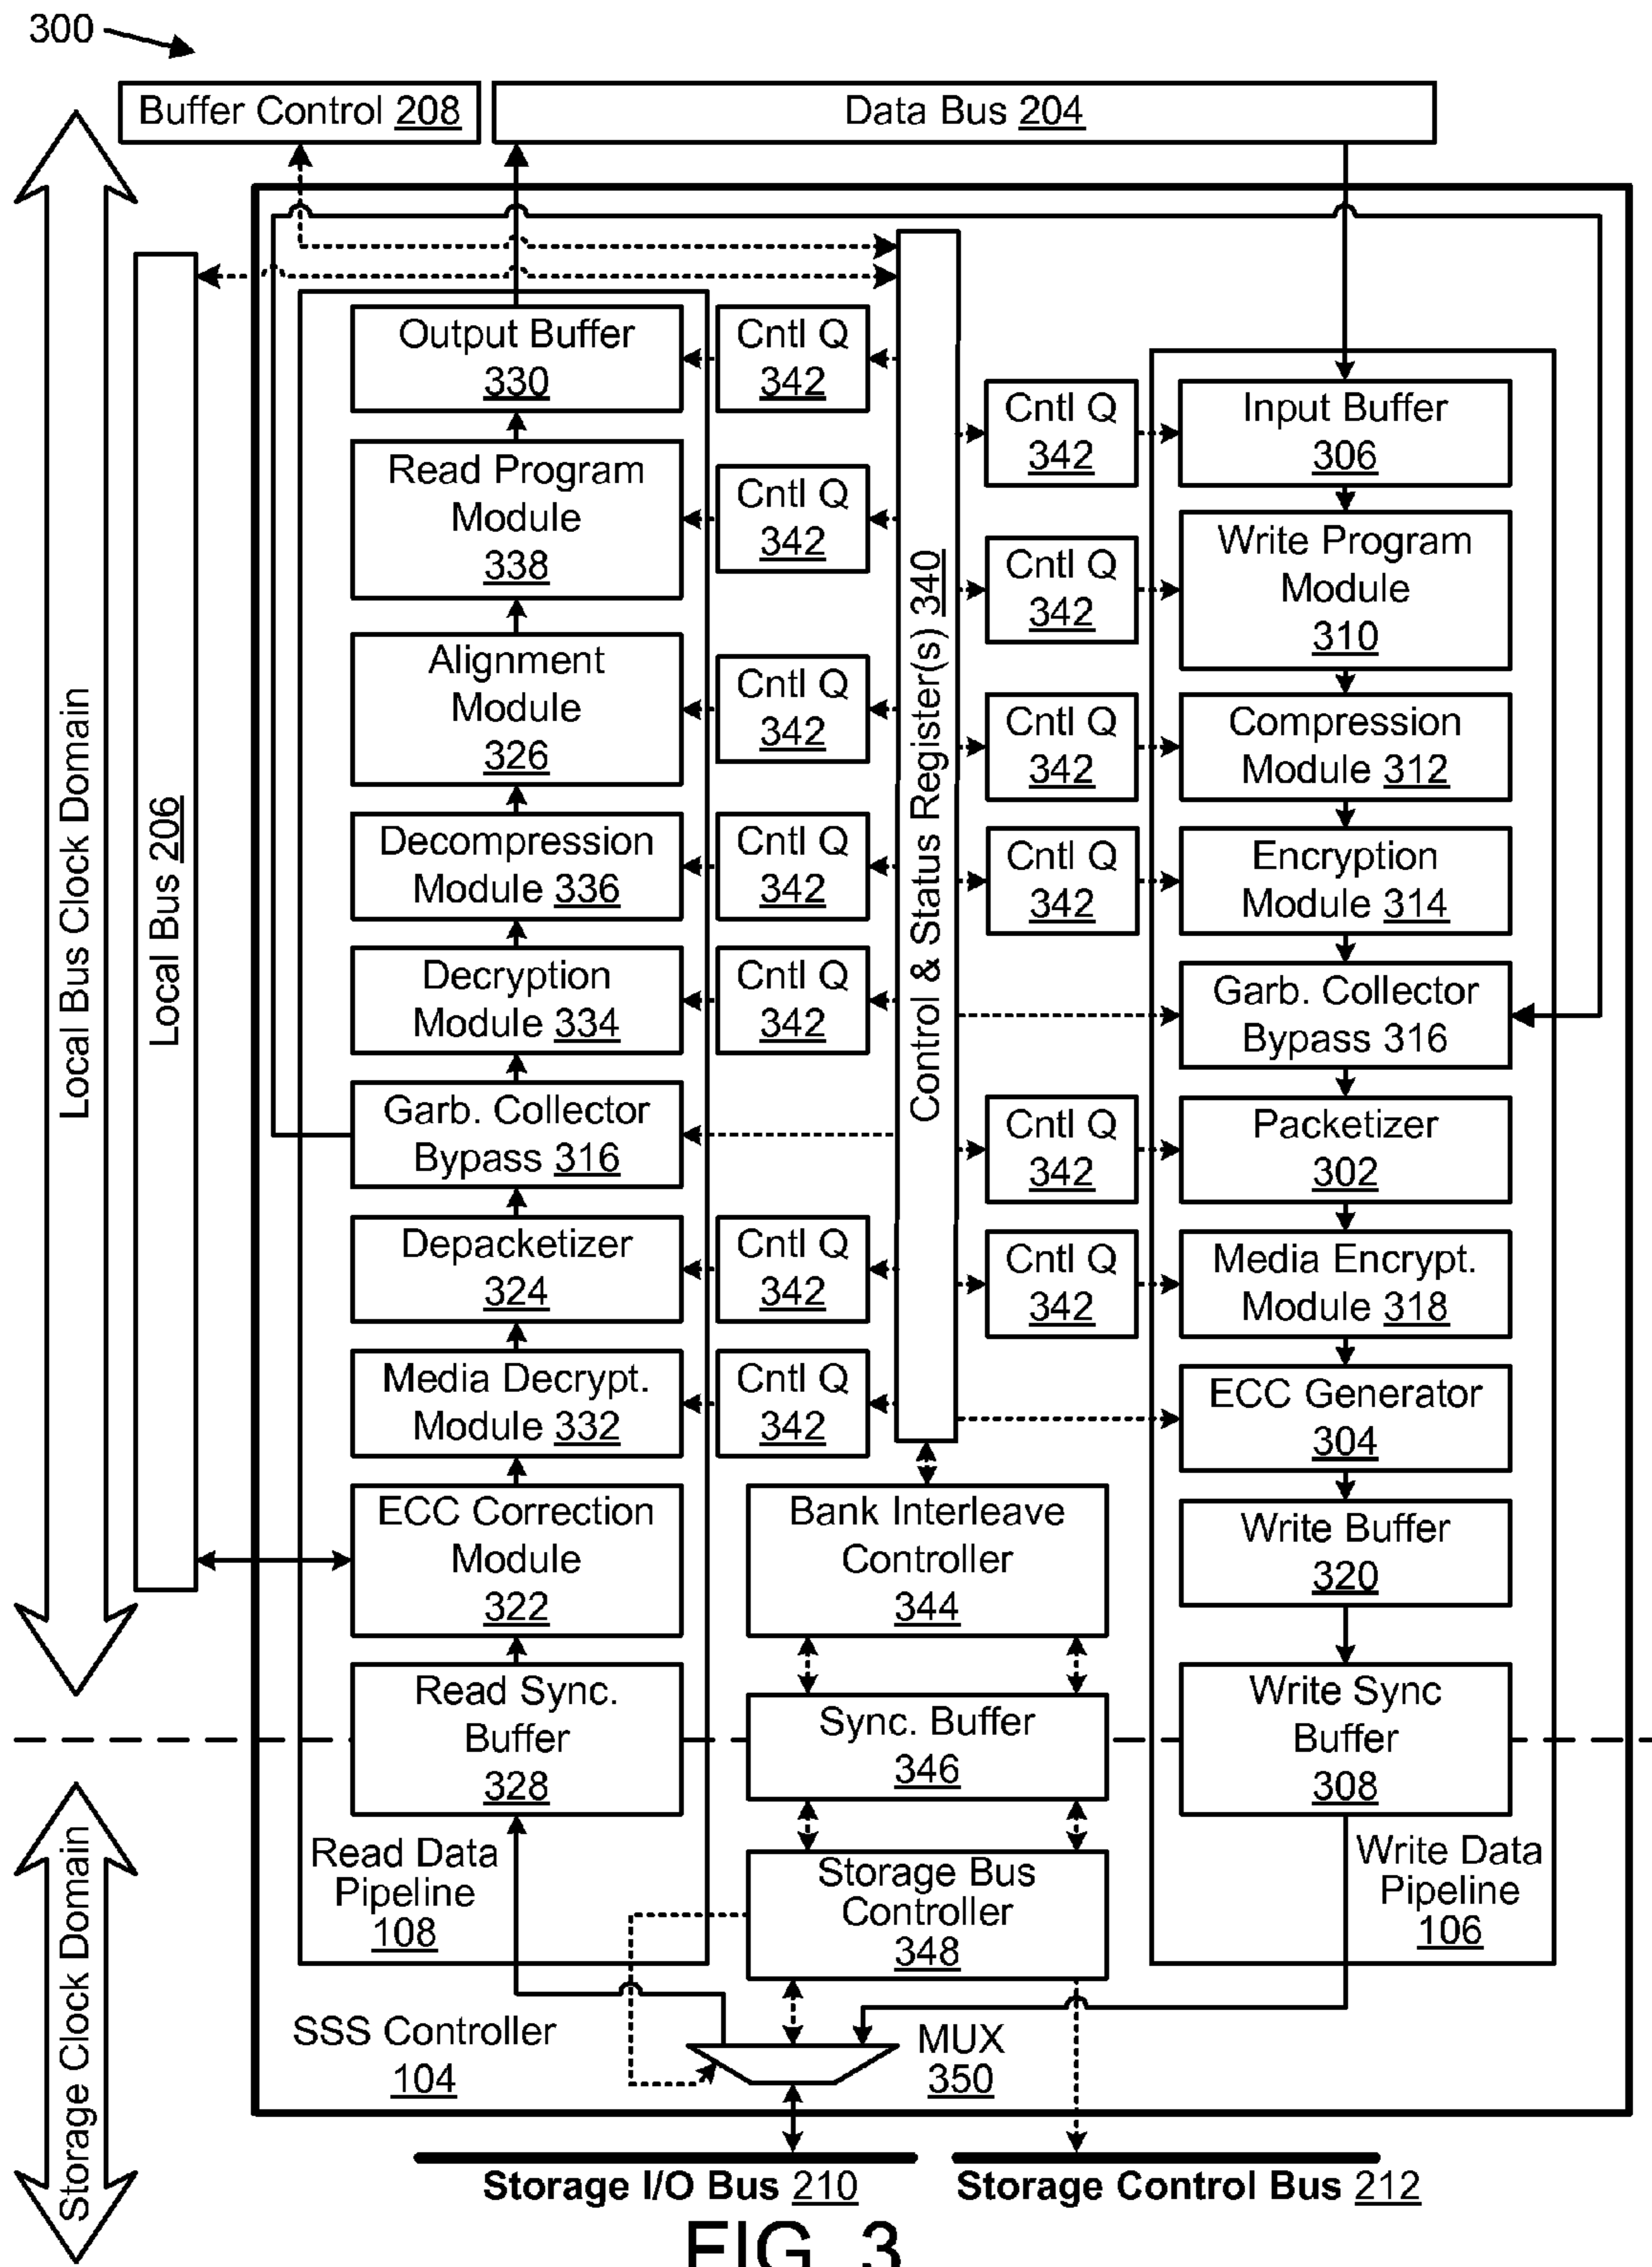 300
Buffer Control 208
Data Bus 204
Local Bus Clock Domain
Local Bus 206
Output Buffer
330
Read Program
Module
338
Alignment
Module
326
Decompression
Module 336
Decryption
Module 334
Garb. Collector
Bypass 316
Depacketizer
324
Media Decrypt.
Module 332
ECC Correction
Module
322
Read Sync.
Buffer
328
Read Data
Pipeline
108
Cntl Q
342
Cntl Q
342
Cntl Q
342
Cntl Q
342
Cntl Q
342
Cntl Q
342
Cntl Q
342
Control & Status Register(s) 340
Cntl Q
342
Cntl Q
342
Cntl Q
342
Cntl Q
342
Cntl Q
342
Cntl Q
342
Input Buffer
306
Write Program
Module
310
Compression
Module 312
Encryption
Module 314
Garb. Collector
Bypass 316
Packetizer
302
Media Encrypt.
Module 318
ECC Generator
304
Write Buffer
320
Write Sync
Buffer
308
Write Data
Pipeline
106
Bank Interleave
Controller
344
Sync. Buffer
346
Storage Bus
Controller
348
Storage Clock Domain
SSS Controller
104
MUX
350
Storage I/O Bus 210
Storage Control Bus 212
FIG. 3